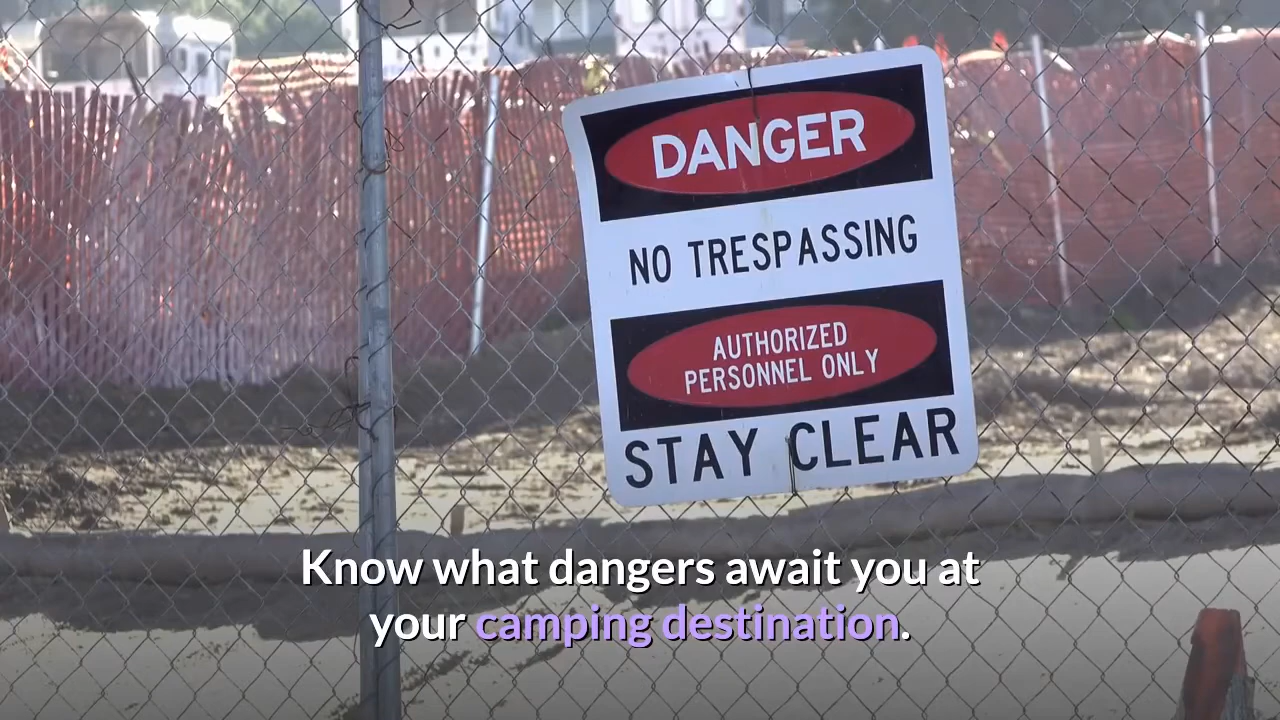 DANGER
NO TRESPASSING
AUTHORIZED
PERSONNEL ONLY
STAY CLEAR
Know what dangers await you at
your camping destination.